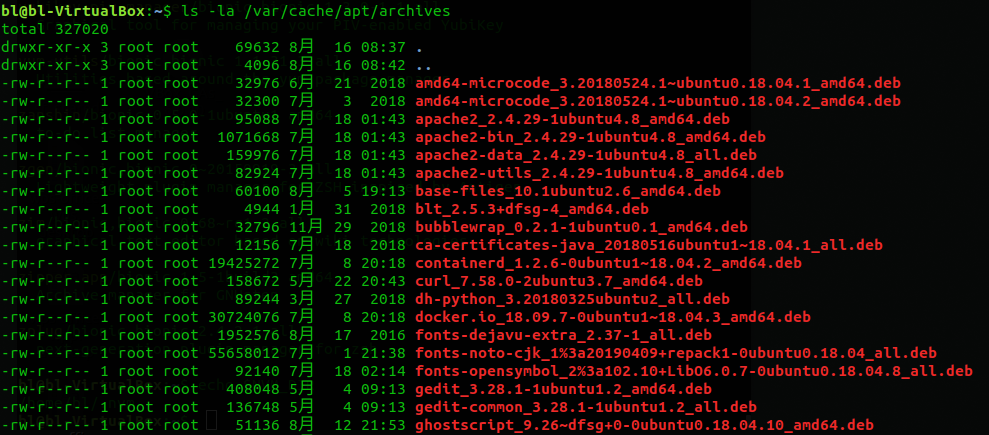 bl@bl-VirtualBox:~$ ls -la /var/cache/apt/archives
total 327020
drwxr-xr-x 3 root root 69632 8月 16 08:37 .
drwxr-xr-x 3 root root 4096 8月 16 08:42 ..
-rw-r--r-- 1 root root 32976 6月 21 2018 amd64-microcode_3.20180524.1~ubuntu0.18.04.1_amd64.deb
-rw-r--r-- 1 root root 32300 7月 3 2018 amd64-microcode_3.20180524.1~ubuntu0.18.04.2_amd64.deb
-rw-r--r-- 1 root root 95088 7月 18 01:43 apache2_2.4.29-1ubuntu4.8_amd64.deb
-rw-r--r-- 1 root root 1071668 7月 18 01:43 apache2-bin_2.4.29-1ubuntu4.8_amd64.deb
-rw-r--r-- 1 root root 159976 7月 18 01:43 apache2-data_2.4.29-1ubuntu4.8_all.deb
-rw-r--r-- 1 root root 82924 7月 18 01:43 apache2-utils_2.4.29-1ubuntu4.8_amd64.deb
-rw-r--r-- 1 root root 60100 8月 5 19:13 base-files_10.1ubuntu2.6_amd64.deb
-rw-r--r-- 1 root root 4944 1月 31 2018 blt_2.5.3+dfsg-4_amd64.deb
-rw-r--r-- 1 root root 32796 11月 29 2018 bubblewrap_0.2.1-1ubuntu0.1_amd64.deb
-rw-r--r-- 1 root root 12156 7月 18 2018 ca-certificates-java_20180516ubuntu1~18.04.1_all.deb
-rw-r--r-- 1 root root 19425272 7月 8 20:18 containerd_1.2.6-0ubuntu1~18.04.2_amd64.deb
-rw-r--r-- 1 root root 158672 5月 22 20:43 curl_7.58.0-2ubuntu3.7_amd64.deb
-rw-r--r-- 1 root root 89244 3月 27 2018 dh-python_3.20180325ubuntu2_all.deb
-rw-r--r-- 1 root root 30724076 7月 8 20:18 docker.io_18.09.7-0ubuntu1~18.04.3_amd64.deb
-rw-r--r-- 1 root root 1952576 8月 17 2016 fonts-dejavu-extra_2.37-1_all.deb
-rw-r--r-- 1 root root 55658012 7月 1 21:38 fonts-noto-cjk_1%3a20190409+repack1-0ubuntu0.18.04_all.deb
-rw-r--r-- 1 root root 92140 7月 18 02:14 fonts-opensymbol_2%3a102.10+LibO6.0.7-0ubuntu0.18.04.8_all.deb
-rw-r--r-- 1 root root 408048 5月 4 09:13 gedit_3.28.1-1ubuntu1.2_amd64.deb
-rw-r--r-- 1 root root 136748 5月 4 09:13 gedit-common_3.28.1-1ubuntu1.2_all.deb
-rw-r--r-- 1 root root 51136 8月 12 21:53 ghostscript_9.26~dfsg+0-0ubuntu0.18.04.10_amd64.deb